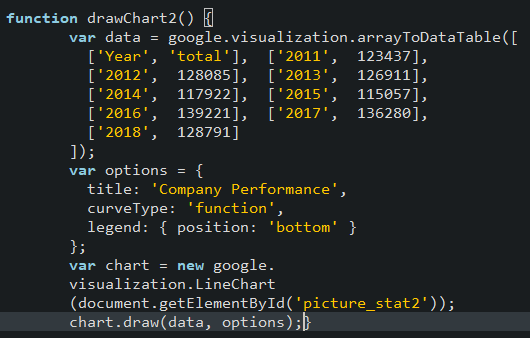 function drawChart2() {
var data = google.visualization.arrayToDataTable([
['Year', 'total'], ['2011', 123437],
['2012', 128085], ['2013', 126911],
['2014', 117922], ['2015', 115057],
['2016', 139221], ['2017', 136280],
['2018', 128791]
]);
var options = {
title: 'Company Performance',
curveType: 'function',
legend: { position: 'bottom' }
};
var chart = new google.
visualization.LineChart
(document.getElementById('picture_stat2'));
chart.draw(data, options);}